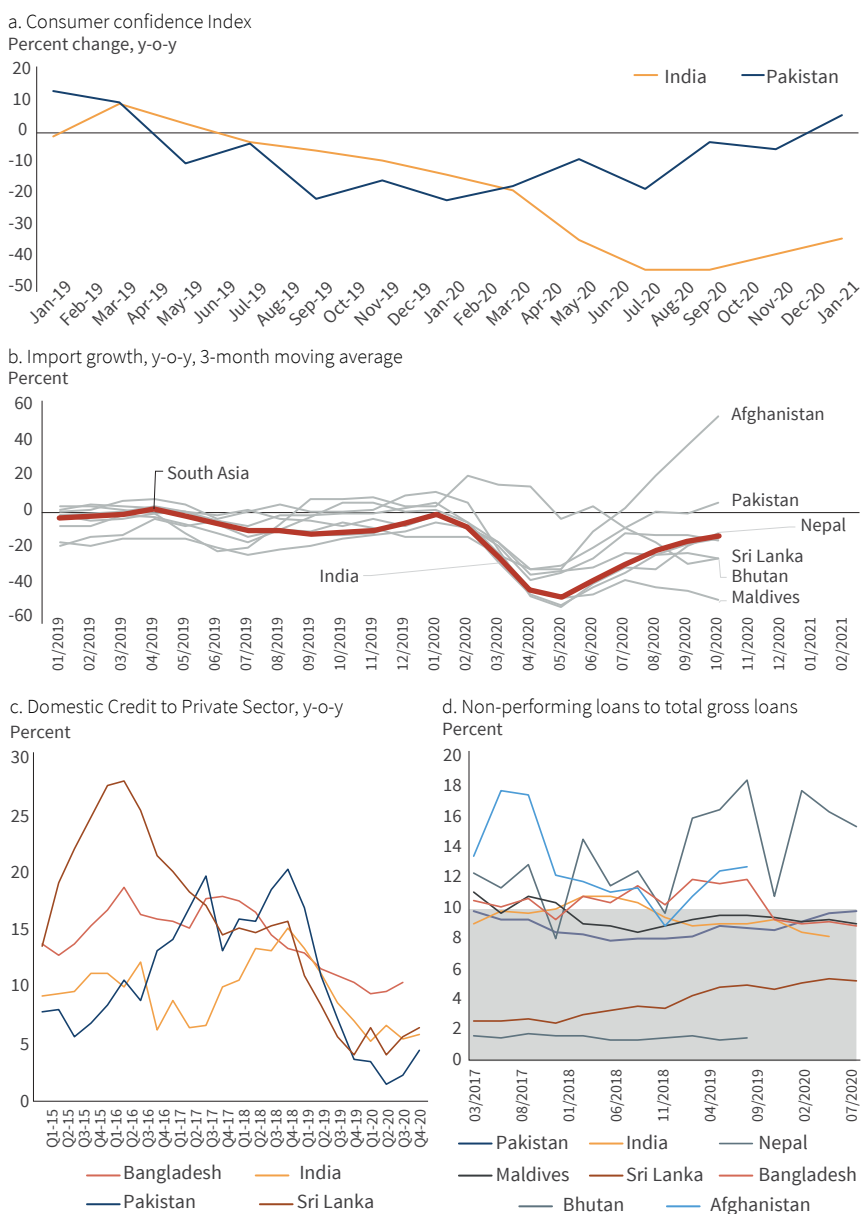 a. Consumer confidence Index
Percent change, y-o-y
India Pakistan
20
10
0
-10
-20
-30
-40
-50
Jan-19 Feb-19 Mar-19 Apr-19 May-19 Jun-19 Jul-19 Aug-19 Sep-19 Oct-19 Nov-19 Dec-19 Jan-20 Feb-20 Mar-20 Apr-20 May-20 Jun-20 Jul-20 Aug-20 Sep-20 Oct-20 Nov-20 Dec-20 Jan-21
b. Import growth, y-o-y, 3-month moving average
Percent
60
40
20
0
-20
-40
-60
Afghanistan
South Asia
Pakistan
Nepal
India
Sri Lanka
Bhutan
Maldives
01/2019 02/2019 03/2019 04/2019 05/2019 06/2019 07/2019 08/2019 09/2019 10/2019 11/2019 12/2019 01/2020 02/2020 03/2020 04/2020 05/2020 06/2020 07/2020 08/2020 09/2020 10/2020 11/2020 12/2020 01/2021 02/2021
c. Domestic Credit to Private Sector, y-o-y
Percent
30
25
20
15
10
5
0
Q1-15 Q2-15 Q3-15 Q4-15 Q1-16 Q2-16 Q3-16 Q4-16 Q1-17 Q2-17 Q3-17 Q4-17 Q1-18 Q2-18 Q3-18 Q4-18 Q1-19 Q2-19 Q3-19 Q4-19 Q1-20 Q2-20 Q3-20 Q4-20
Bangladesh India
Pakistan Sri Lanka
d. Non-performing loans to total gross loans
Percent
20
18
16
14
12
10
8
6
4
2
0
03/2017 08/2017 01/2018 06/2018 11/2018 04/2019 09/2019 02/2020 07/2020
Pakistan India Nepal
Maldives Sri Lanka Bangladesh
Bhutan Afghanistan